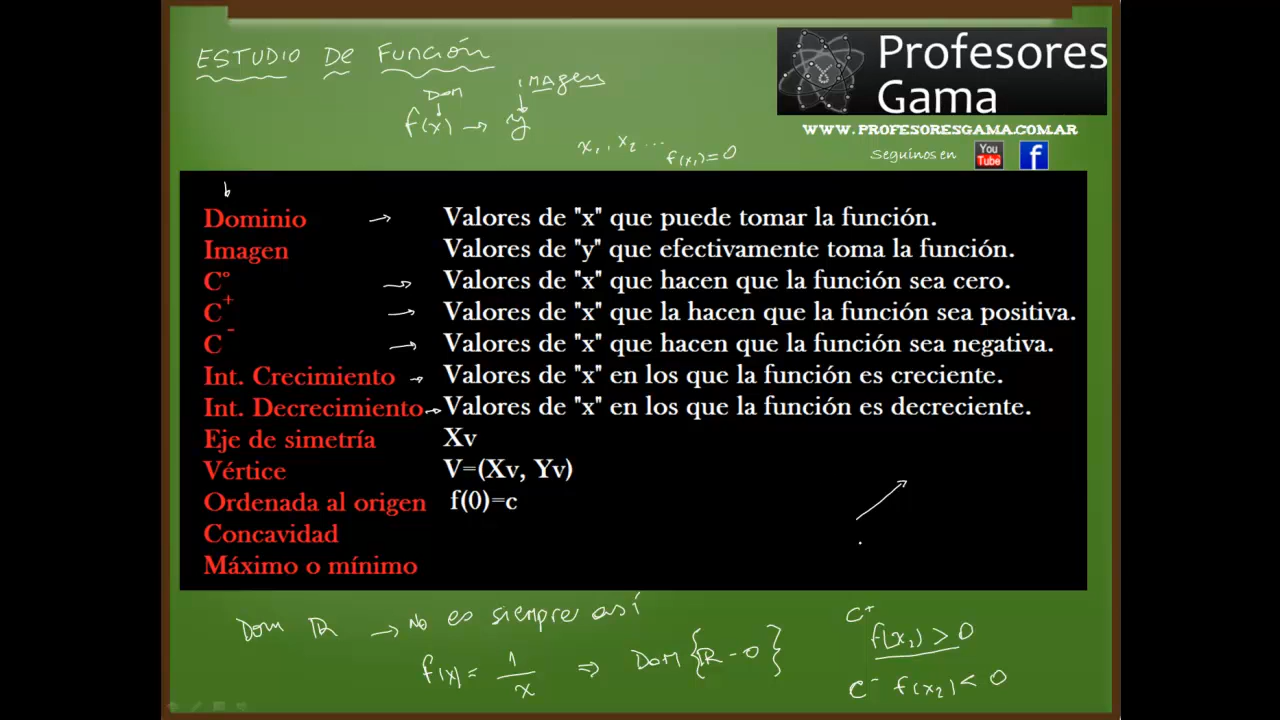 ESTUDIO DE FUNCIÓN
Profesores
Gama
WWW.PROFESORESGAMA.COM.AR
Seguinos en YouTube f
DOM IMAGEN
f(x) → y
x₁, x₂ ...
f(x₁)=0
Dominio → Valores de "x" que puede tomar la función.
Imagen Valores de "y" que efectivamente toma la función.
C° → Valores de "x" que hacen que la función sea cero.
C⁺ → Valores de "x" que la hacen que la función sea positiva.
C⁻ → Valores de "x" que hacen que la función sea negativa.
Int. Crecimiento → Valores de "x" en los que la función es creciente.
Int. Decrecimiento → Valores de "x" en los que la función es decreciente.
Eje de simetría Xv
Vértice V=(Xv, Yv)
Ordenada al origen f(0)=c
Concavidad
Máximo o mínimo
Dom ℝ → No es siempre así
f(x) = 1/x ⇒ DOM {ℝ - 0}
C⁺
f(x₂) > 0
C⁻ f(x₂) < 0